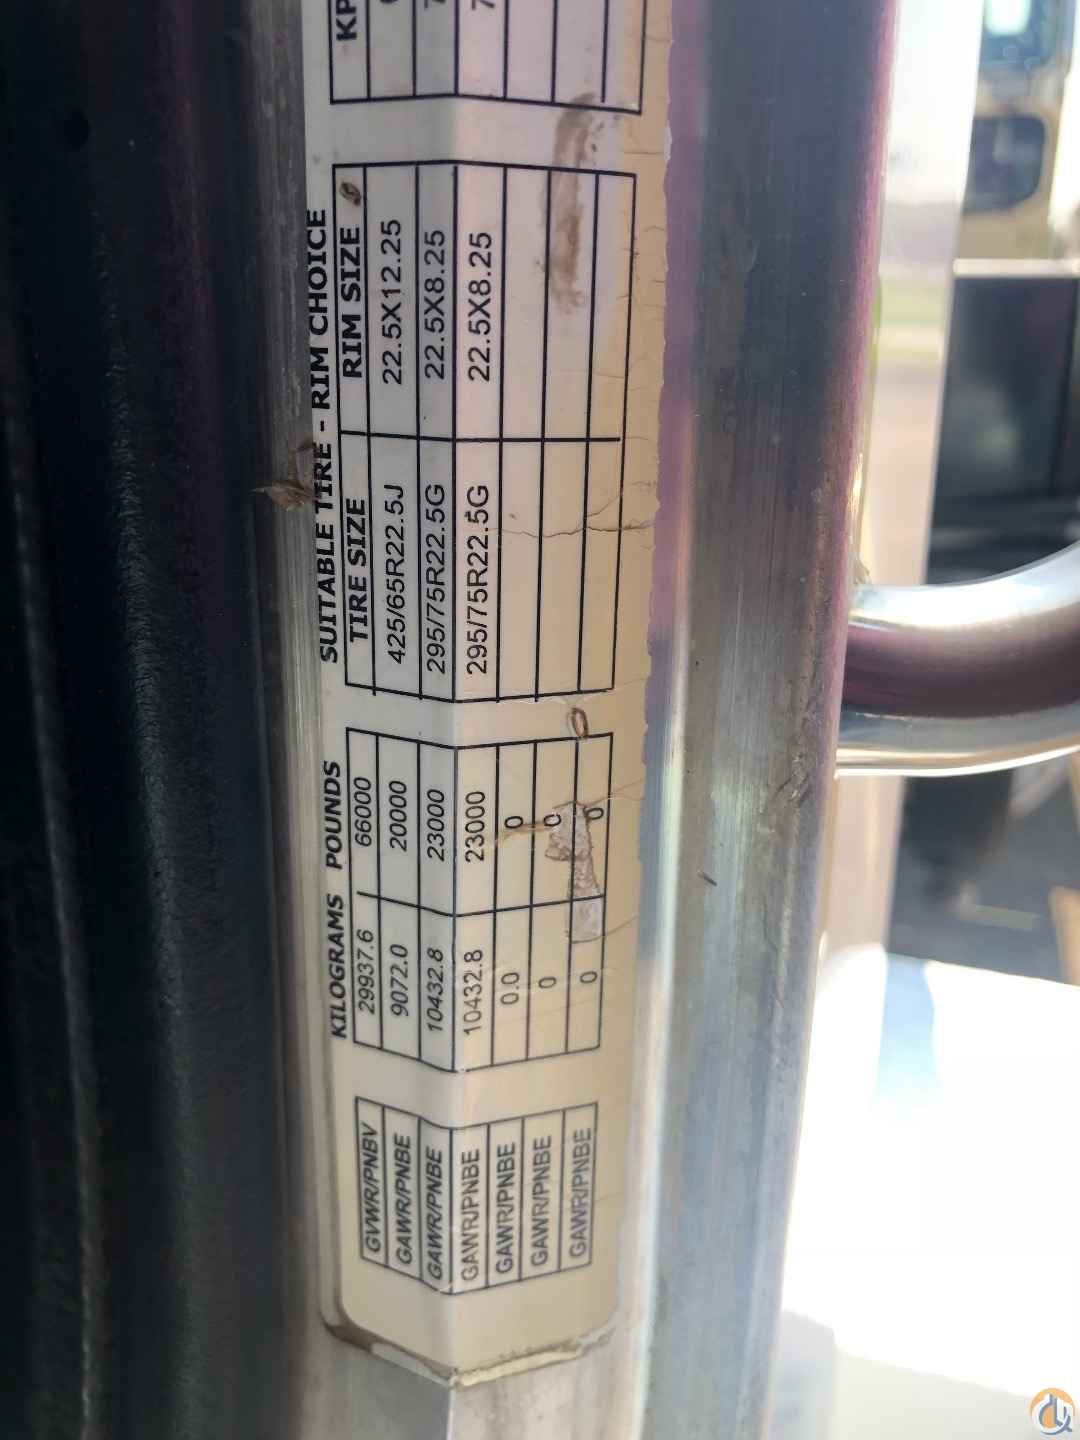 KILOGRAMS POUNDS
SUITABLE TIRE - RIM CHOICE
TIRE SIZE RIM SIZE
GVWR/PNBV 29937.6 66000
GAWR/PNBE 9072.0 20000 425/65R22.5J 22.5X12.25
GAWR/PNBE 10432.8 23000 295/75R22.5G 22.5X8.25
GAWR/PNBE 10432.8 23000 295/75R22.5G 22.5X8.25
GAWR/PNBE 0.0 0
GAWR/PNBE 0 0
GAWR/PNBE 0 0